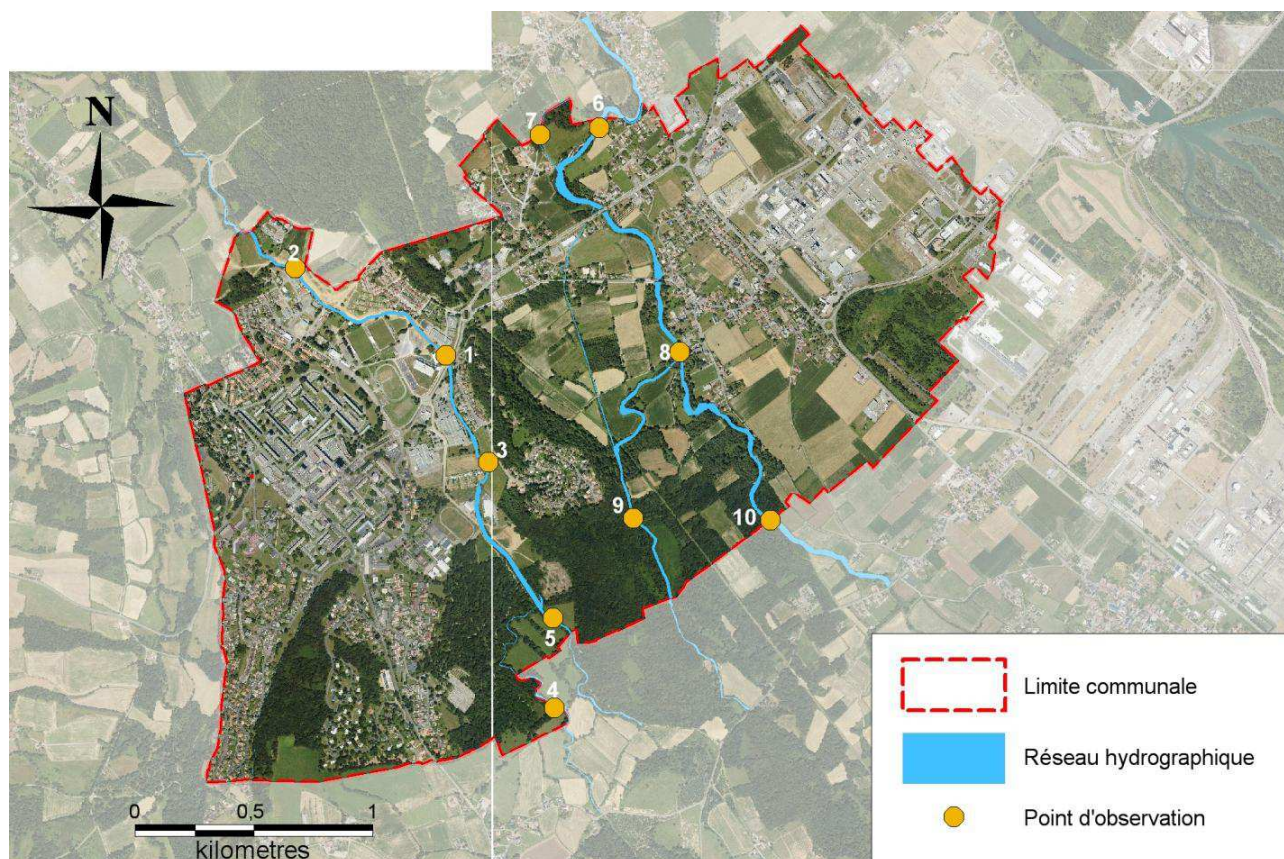 N
6
7
2
1
8
3
9
10
5
4
Limite communale
Réseau hydrographique
Point d'observation
0 0,5 1
kilometres